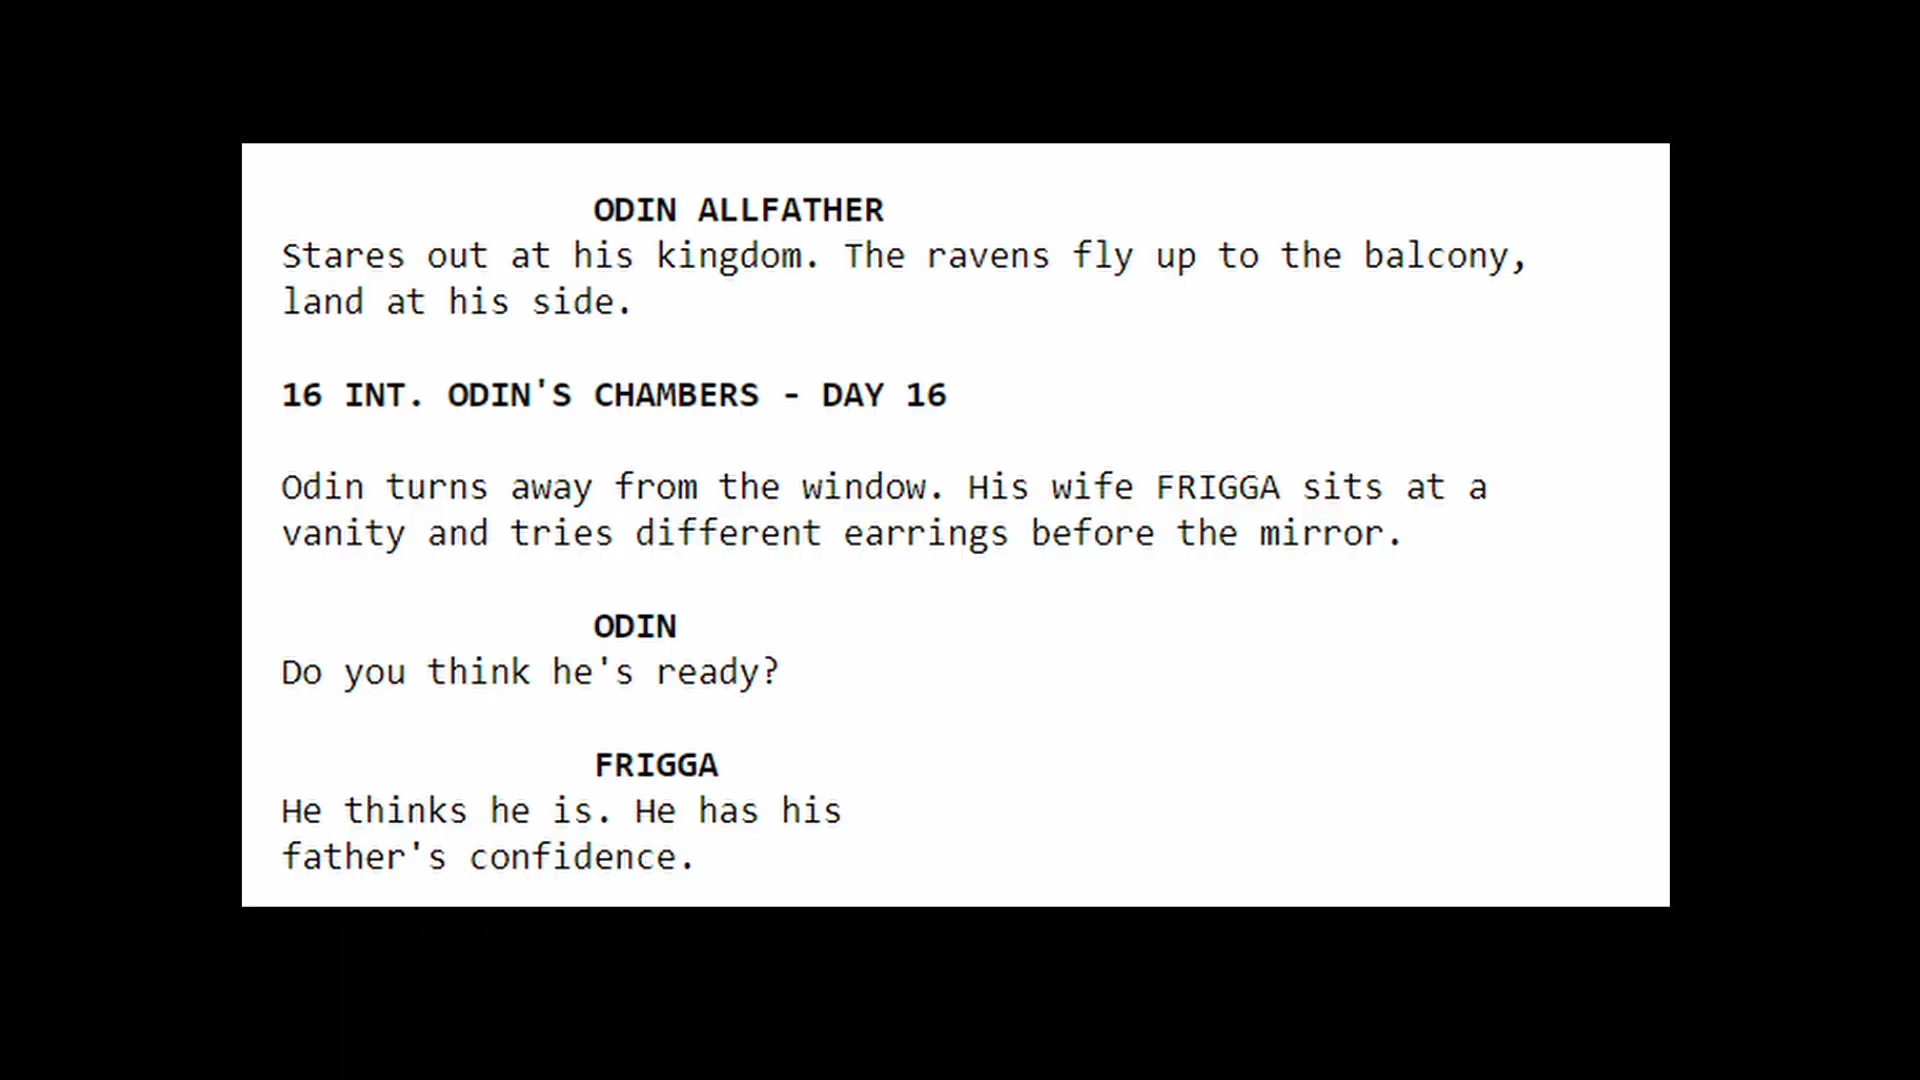 ODIN ALLFATHER
Stares out at his kingdom. The ravens fly up to the balcony,
land at his side.
16 INT. ODIN'S CHAMBERS - DAY 16
Odin turns away from the window. His wife FRIGGA sits at a
vanity and tries different earrings before the mirror.
ODIN
Do you think he's ready?
FRIGGA
He thinks he is. He has his
father's confidence.